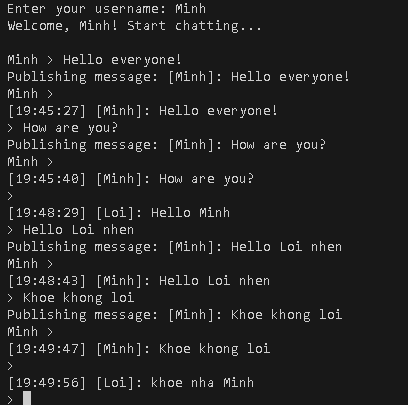 Enter your username: Minh
Welcome, Minh! Start chatting...
Minh > Hello everyone!
Publishing message: [Minh]: Hello everyone!
Minh >
[19:45:27] [Minh]: Hello everyone!
> How are you?
Publishing message: [Minh]: How are you?
Minh >
[19:45:40] [Minh]: How are you?
>
[19:48:29] [Loi]: Hello Minh
> Hello Loi nhen
Publishing message: [Minh]: Hello Loi nhen
Minh >
[19:48:43] [Minh]: Hello Loi nhen
> Khoe khong loi
Publishing message: [Minh]: Khoe khong loi
Minh >
[19:49:47] [Minh]: Khoe khong loi
>
[19:49:56] [Loi]: khoe nha Minh
>